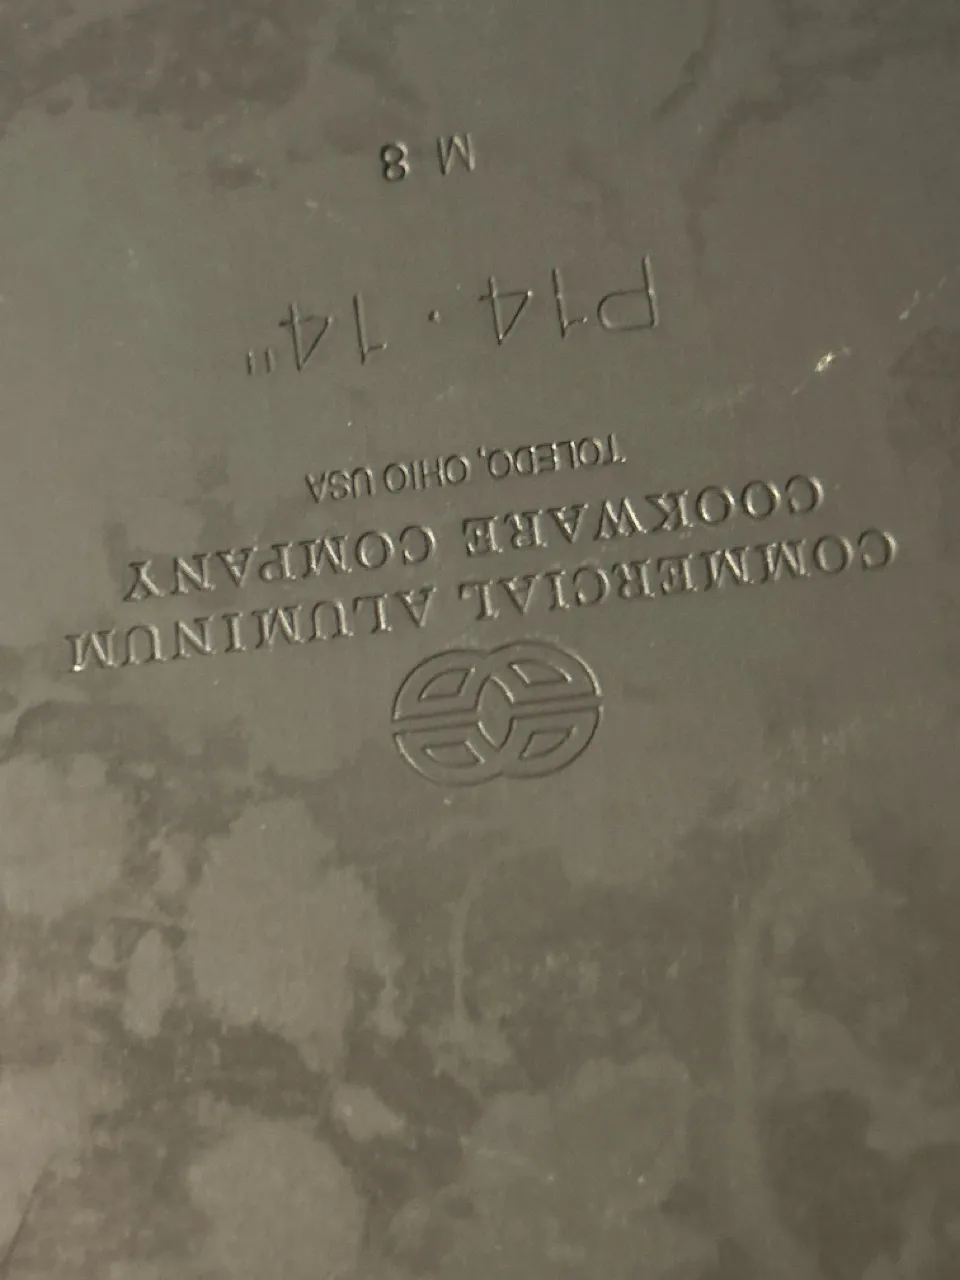 COMMERCIAL ALUMINUM
COOKWARE COMPANY
TOLEDO, OHIO USA
P14 · 14"
M 8